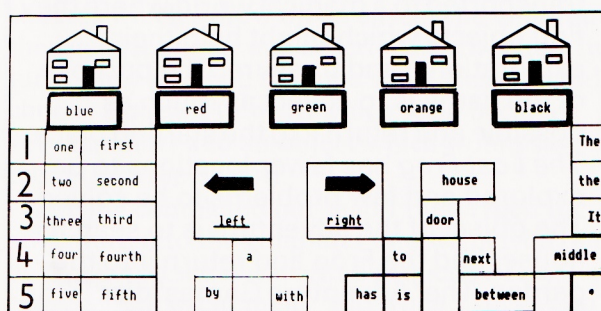 blue red green orange black
1 one first The
2 two second house the
3 three third left right door It
4 four fourth a to next middle
5 five fifth by with has is between .